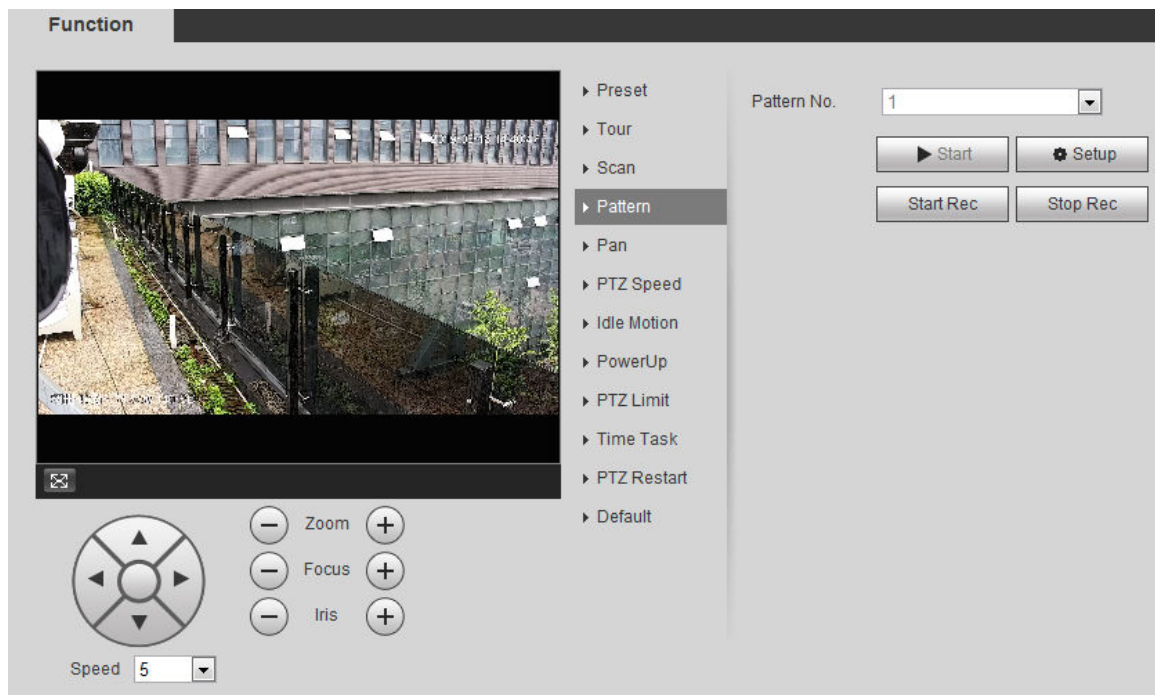 Function
Preset
Tour
Scan
Pattern
Pan
PTZ Speed
Idle Motion
PowerUp
PTZ Limit
Time Task
PTZ Restart
Default
Pattern No. 1
Start Setup
Start Rec Stop Rec
Zoom
Focus
Iris
Speed 5